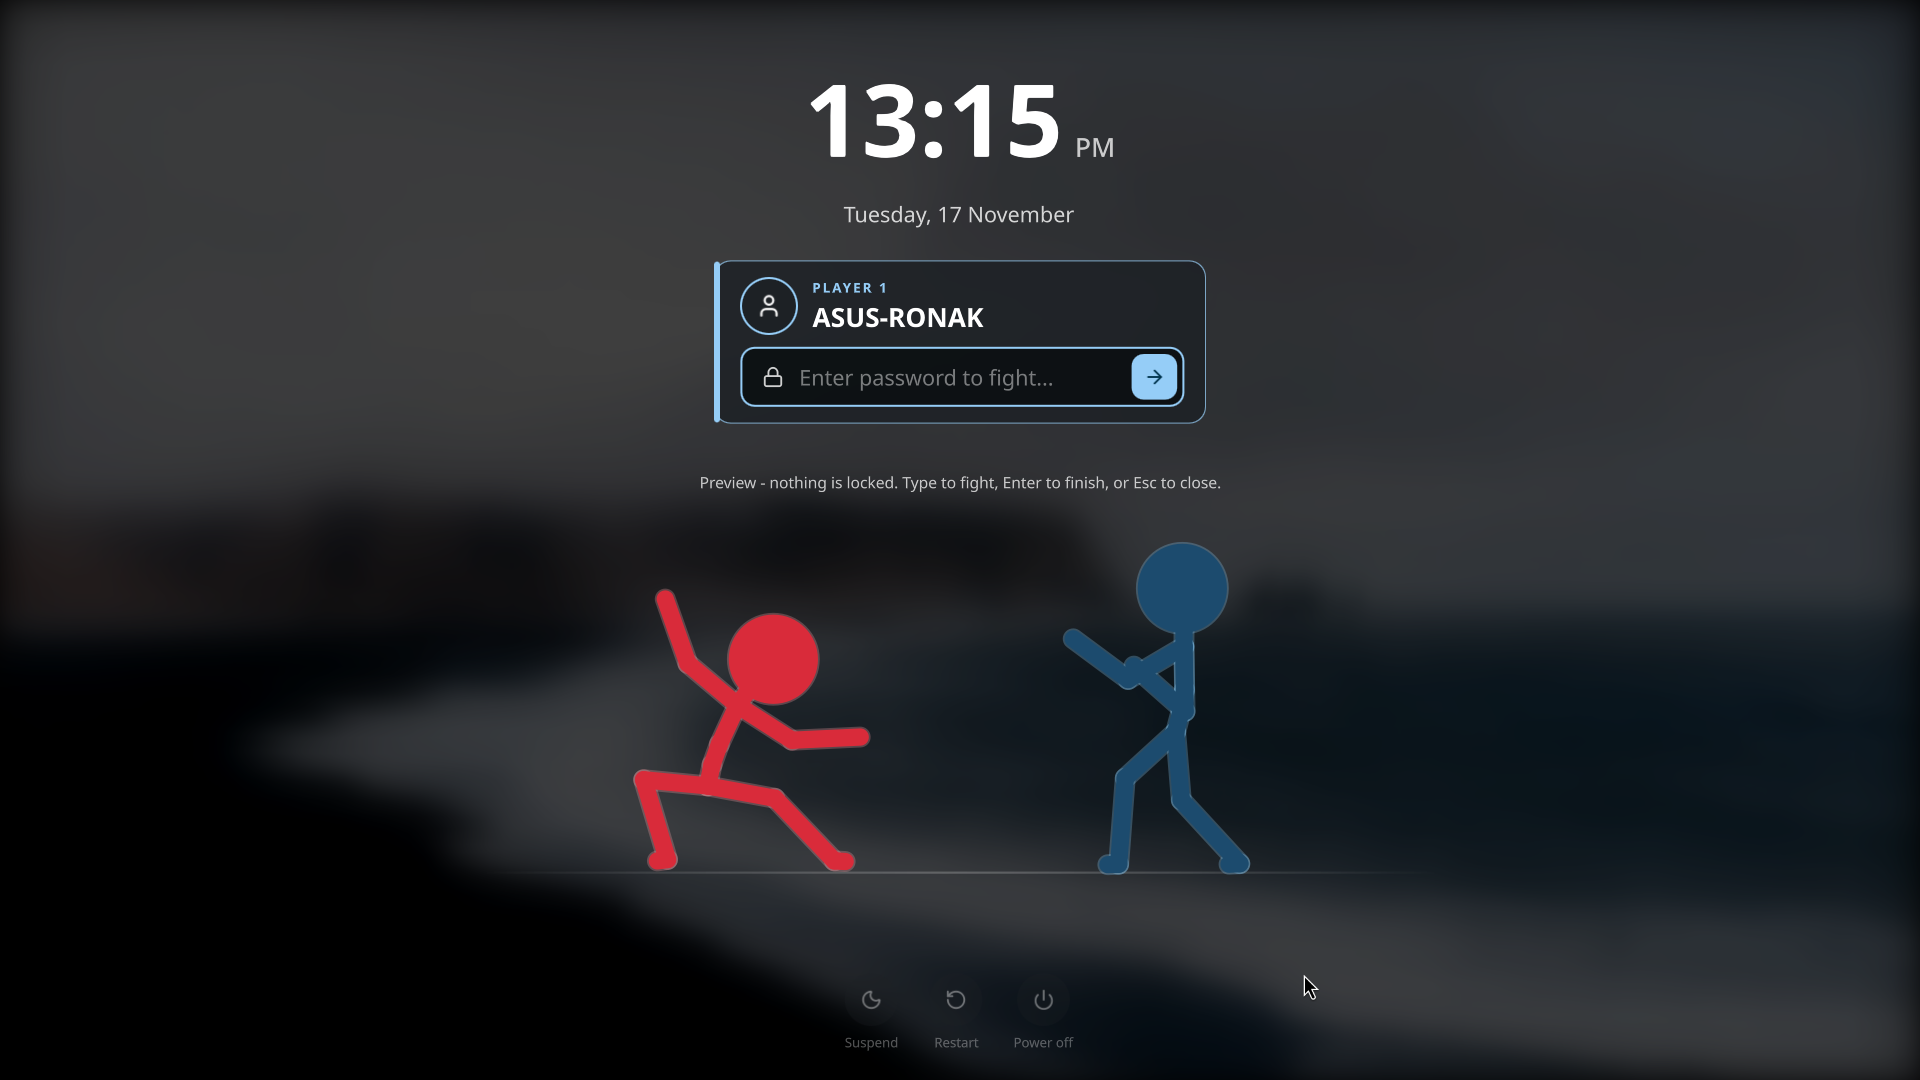 13:15 PM
Tuesday, 17 November
PLAYER 1
ASUS-RONAK
Enter password to fight...
Preview - nothing is locked. Type to fight, Enter to finish, or Esc to close.
Suspend Restart Power off